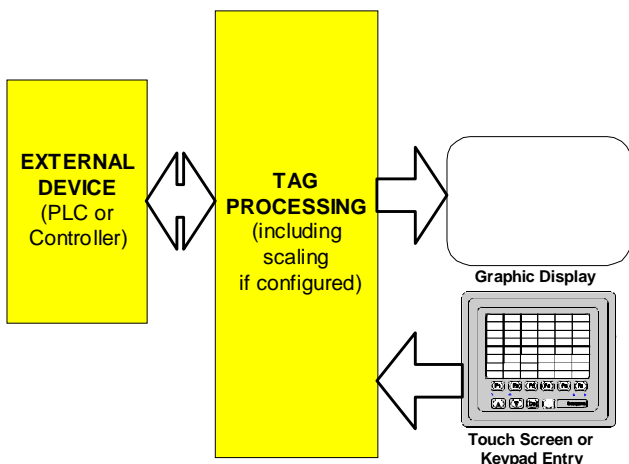 EXTERNAL
DEVICE
(PLC or
Controller)
TAG
PROCESSING
(including
scaling
if configured)
Graphic Display
Touch Screen or
Keypad Entry